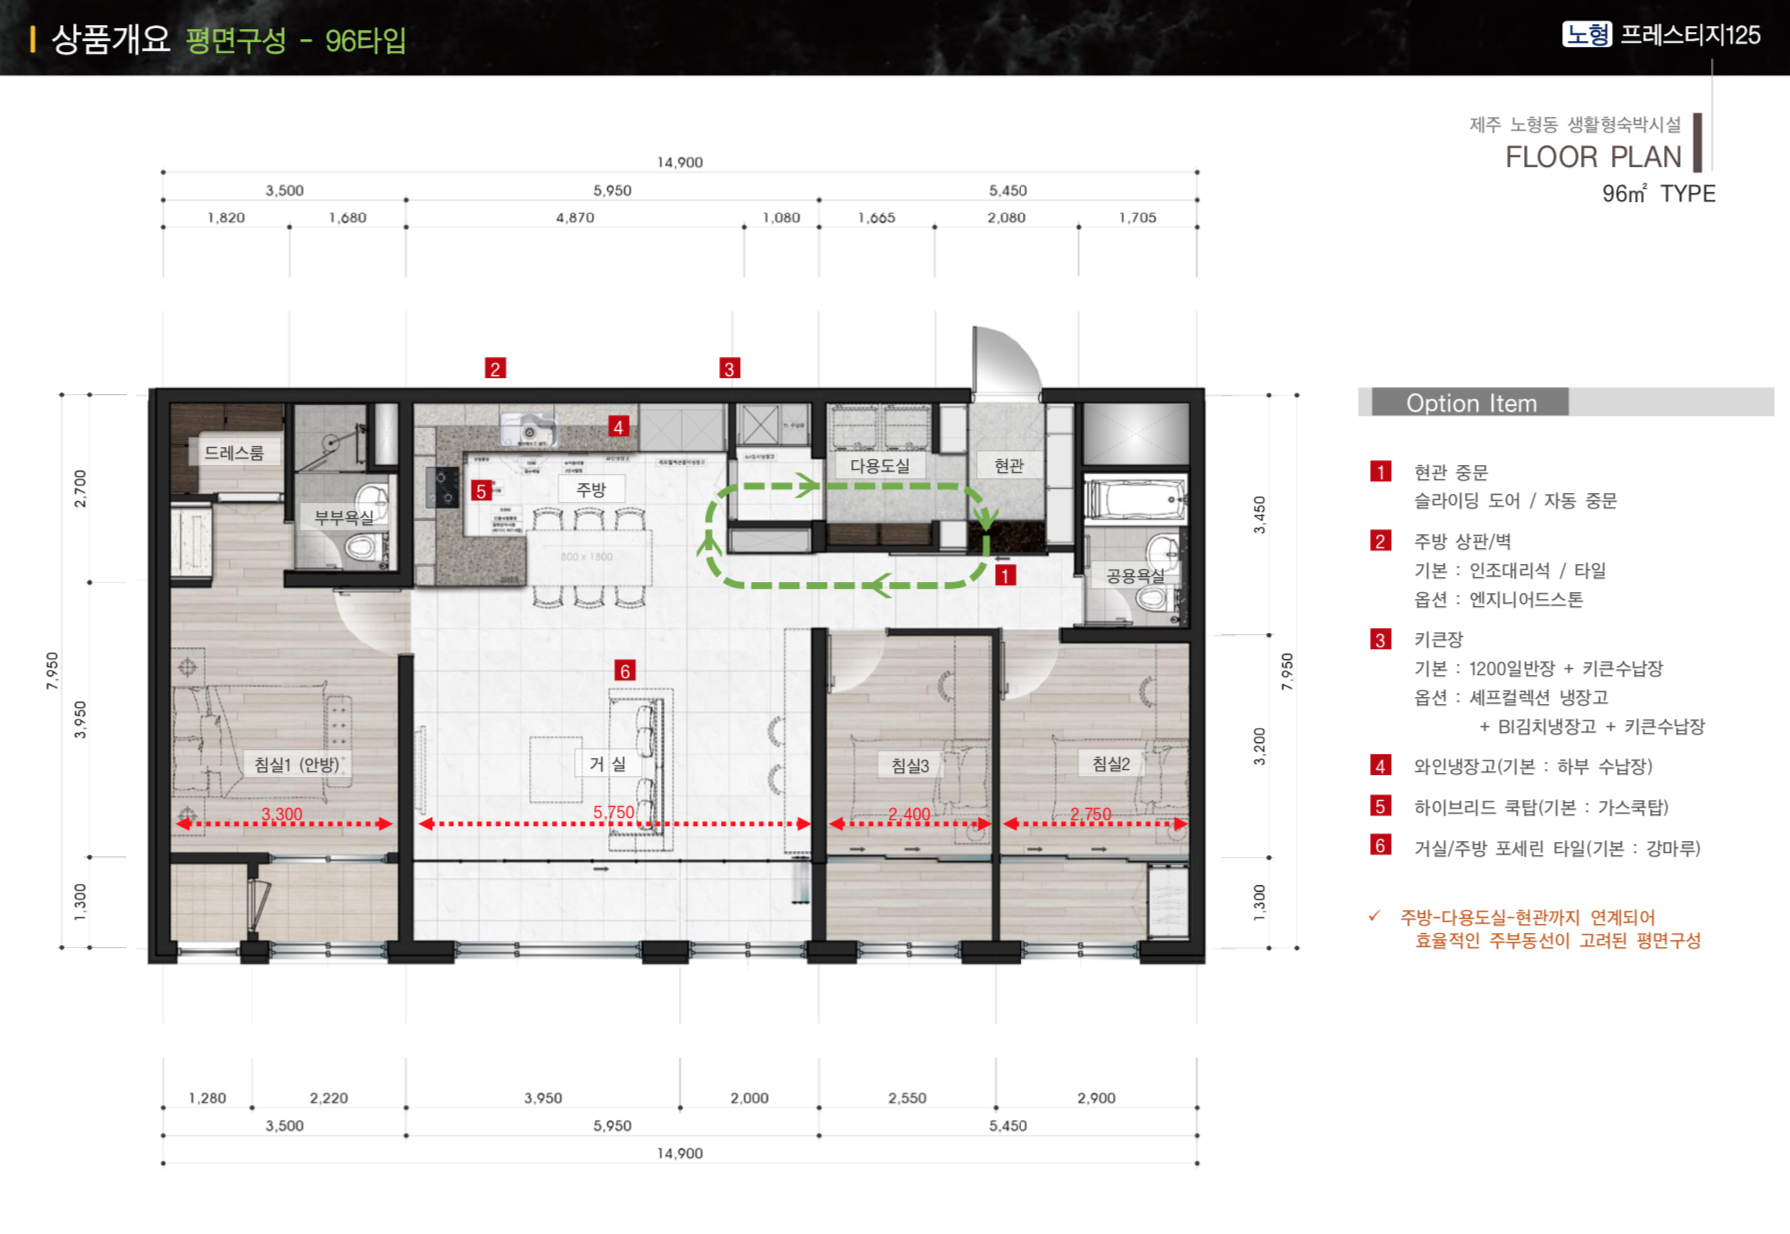 상품개요 평면구성 - 96타입
노형 프레스티지125
제주 노형동 생활형숙박시설
FLOOR PLAN
96㎡ TYPE
14,900
3,500 5,950 5,450
1,820 1,680 4,870 1,080 1,665 2,080 1,705
2 3
4
드레스룸
다용도실
현관
5
주방
부부욕실
800 x 1800
1
공용욕실
6
침실1 (안방)
거 실
침실3
침실2
3,300
5,750
2,400
2,750
2,700
3,950
1,300
7,950
3,450
3,200
1,300
7,950
1,280 2,220 3,950 2,000 2,550 2,900
3,500 5,950 5,450
14,900
Option Item
1 현관 중문
슬라이딩 도어 / 자동 중문
2 주방 상판/벽
기본 : 인조대리석 / 타일
옵션 : 엔지니어드스톤
3 키큰장
기본 : 1200일반장 + 키큰수납장
옵션 : 셰프컬렉션 냉장고
+ BI김치냉장고 + 키큰수납장
4 와인냉장고(기본 : 하부 수납장)
5 하이브리드 쿡탑(기본 : 가스쿡탑)
6 거실/주방 포세린 타일(기본 : 강마루)
✓ 주방-다용도실-현관까지 연계되어
효율적인 주부동선이 고려된 평면구성